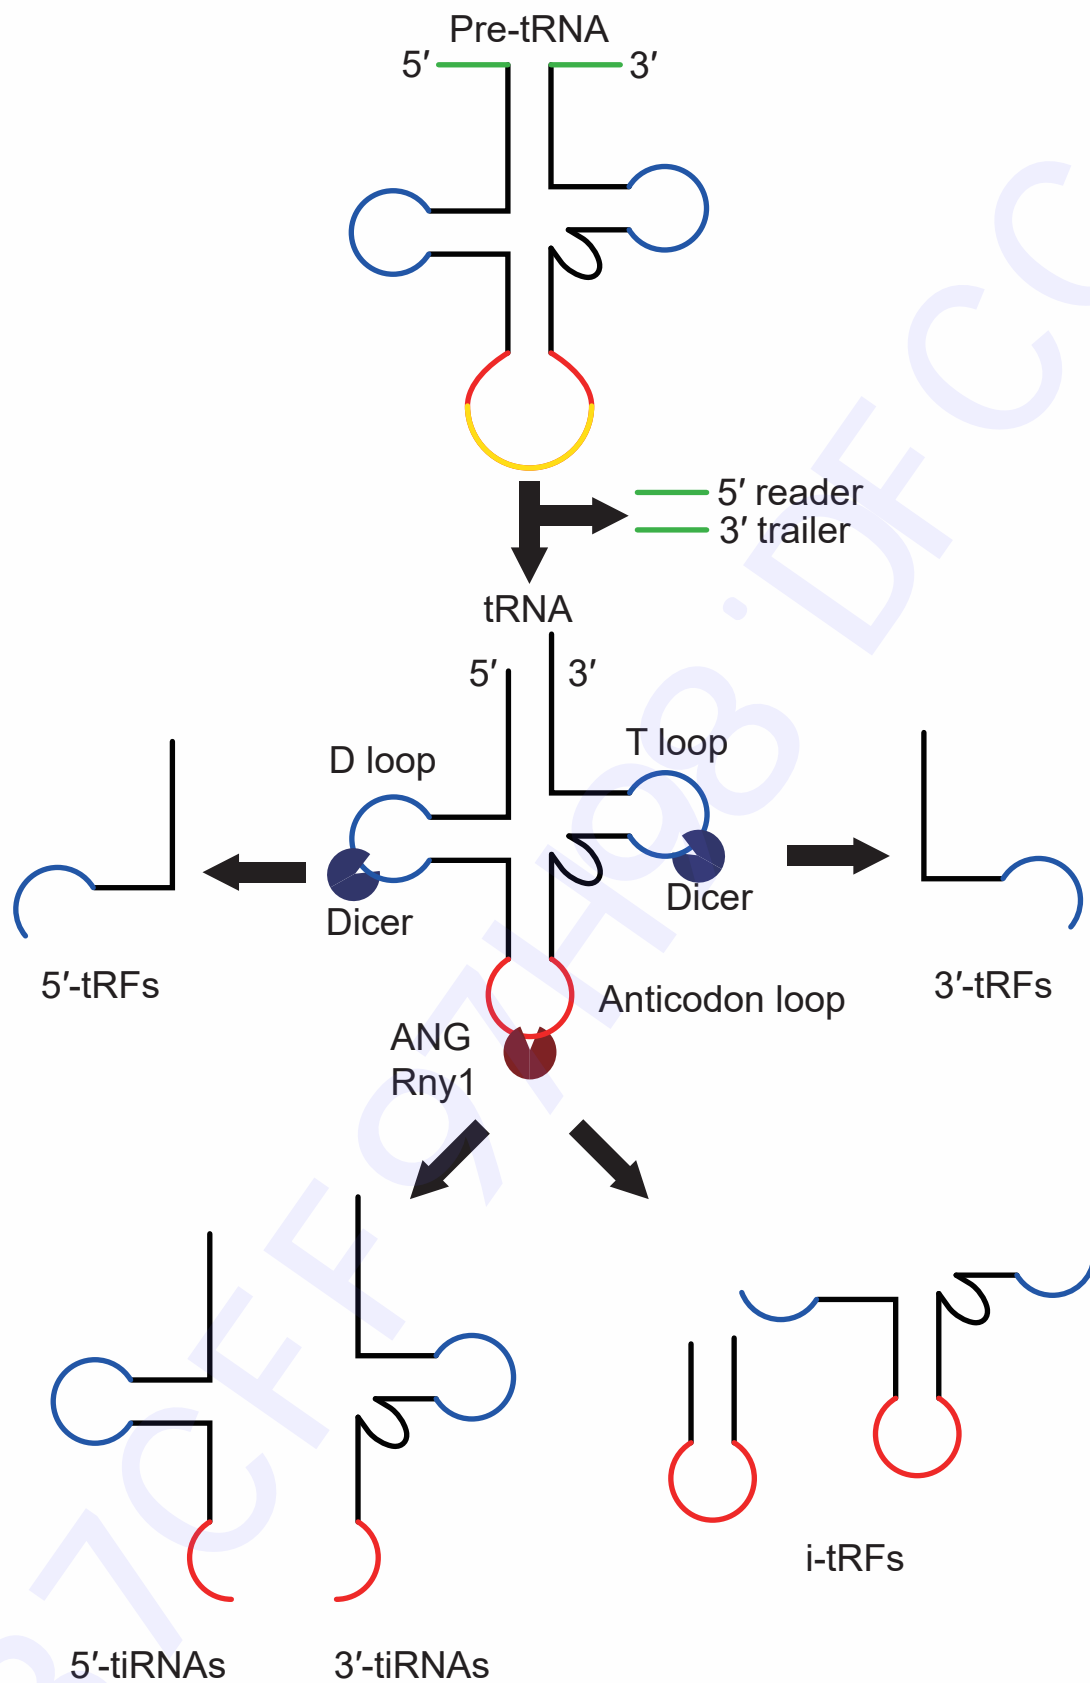 Pre-tRNA
5′
3′
5′ reader
3′ trailer
tRNA
5′
3′
D loop
T loop
Dicer
Dicer
5′-tRFs
3′-tRFs
Anticodon loop
ANG
Rny1
i-tRFs
5′-tiRNAs
3′-tiRNAs